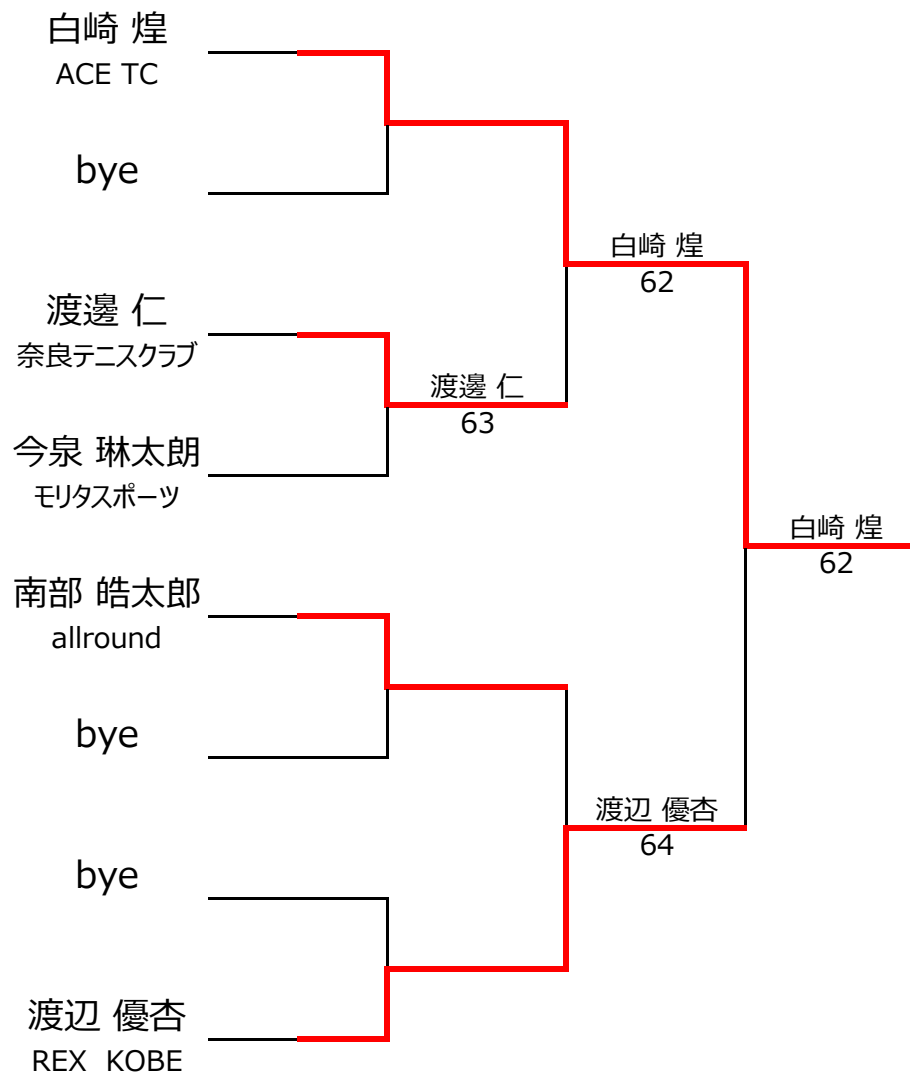 白崎 煌
ACE TC
bye
渡邊 仁
奈良テニスクラブ
今泉 琳太朗
モリタスポーツ
南部 皓太郎
allround
bye
bye
渡辺 優杏
REX KOBE
渡邊 仁
63
白崎 煌
62
渡辺 優杏
64
白崎 煌
62